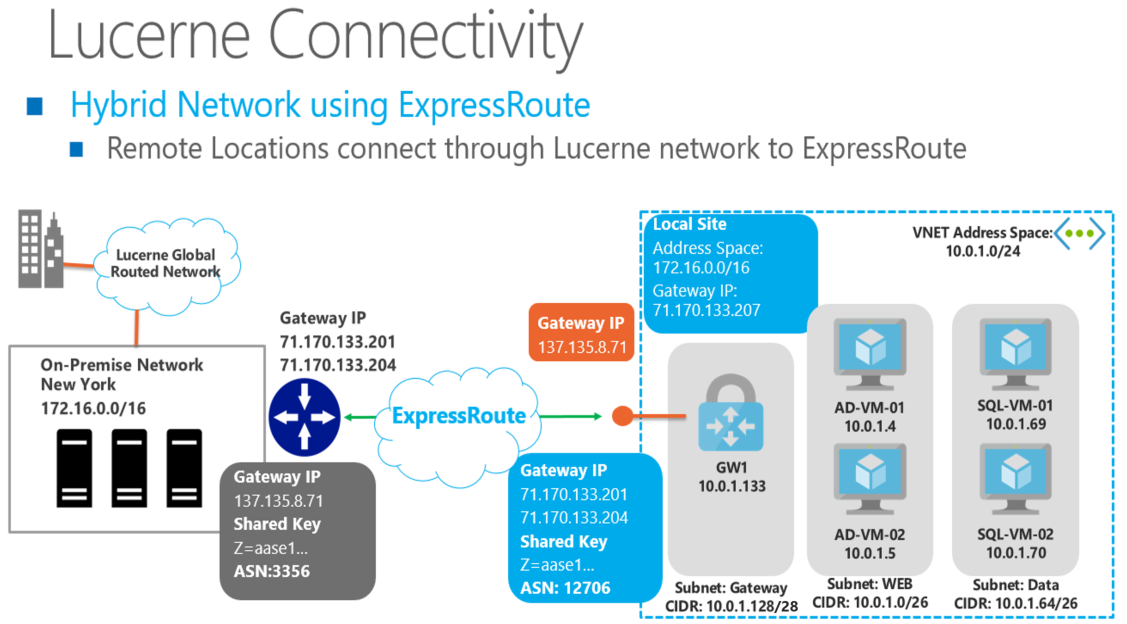 Lucerne Connectivity
Hybrid Network using ExpressRoute
Remote Locations connect through Lucerne network to ExpressRoute
Lucerne Global
Routed Network
On-Premise Network
New York
172.16.0.0/16
Gateway IP
71.170.133.201
71.170.133.204
Gateway IP
137.135.8.71
Shared Key
Z=aase1...
ASN:3356
ExpressRoute
Gateway IP
137.135.8.71
Gateway IP
71.170.133.201
71.170.133.204
Shared Key
Z=aase1...
ASN: 12706
Local Site
Address Space:
172.16.0.0/16
Gateway IP:
71.170.133.207
VNET Address Space:
10.0.1.0/24
GW1
10.0.1.133
Subnet: Gateway
CIDR: 10.0.1.128/28
AD-VM-01
10.0.1.4
AD-VM-02
10.0.1.5
Subnet: WEB
CIDR: 10.0.1.0/26
SQL-VM-01
10.0.1.69
SQL-VM-02
10.0.1.70
Subnet: Data
CIDR: 10.0.1.64/26